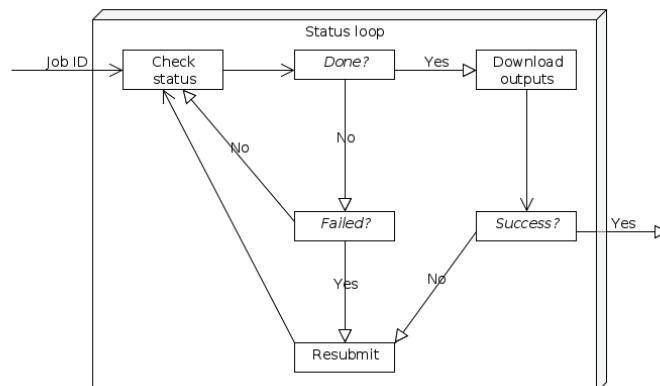 Status loop
Job ID
Check
status
Done?
Yes
Download
outputs
No
No
Failed?
Success?
Yes
Yes
No
Resubmit